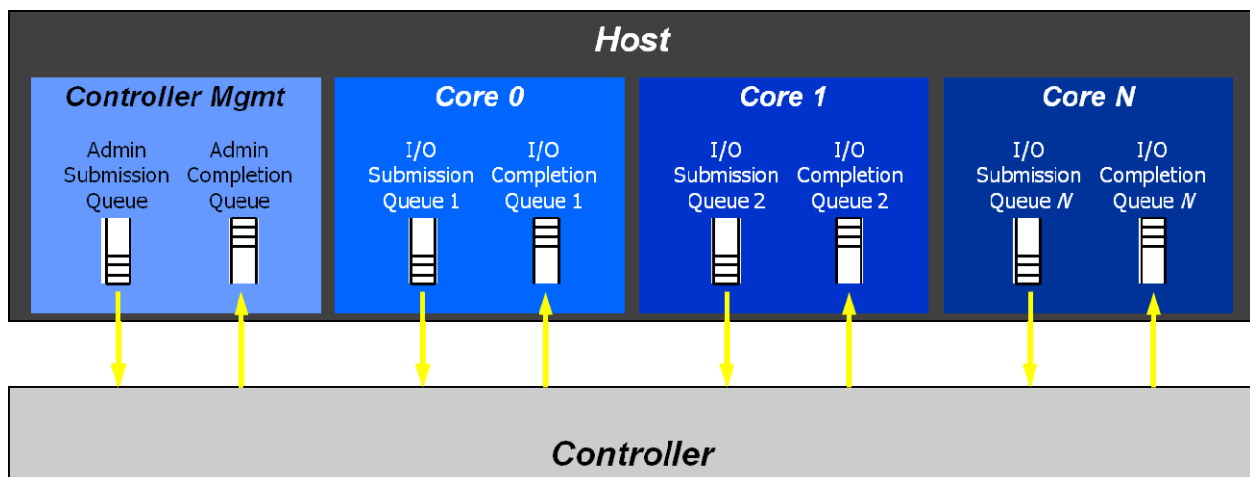 Host
Controller Mgmt
Admin
Submission
Queue
Admin
Completion
Queue
Core 0
I/O
Submission
Queue 1
I/O
Completion
Queue 1
Core 1
I/O
Submission
Queue 2
I/O
Completion
Queue 2
Core N
I/O
Submission
Queue N
I/O
Completion
Queue N
Controller